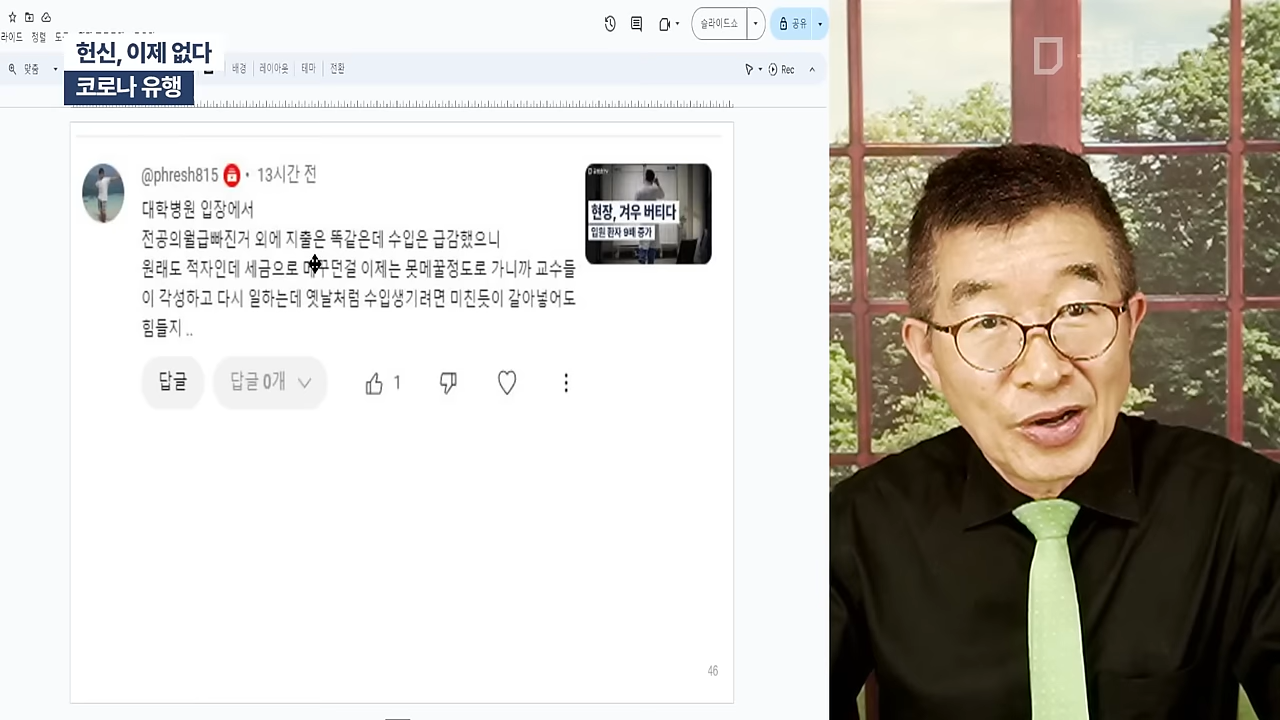 헌신, 이제 없다
코로나 유행
슬라이드쇼
공유
라이드 정렬
맞춤
배경 레이아웃 테마 전환
Rec
@phresh815 • 13시간 전
대학병원 입장에서
전공의월급빠진거 외에 지출은 똑같은데 수입은 급감했으니
원래도 적자인데 세금으로 메꾸던걸 이제는 못메꿀정도로 가니까 교수들
이 각성하고 다시 일하는데 옛날처럼 수입생기려면 미친듯이 갈아넣어도
힘들지 ..
현장, 겨우 버티다
입원 환자 9배 증가
답글
답글 0개
1
46